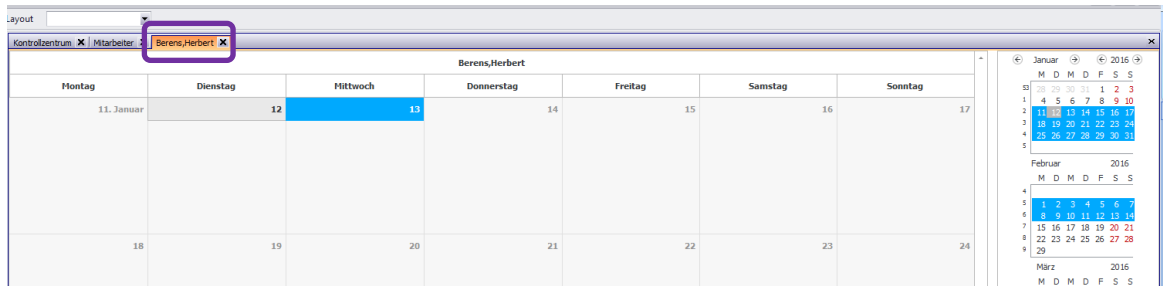 Layout
Kontrollzentrum Mitarbeiter Berens,Herbert
Berens,Herbert
Montag Dienstag Mittwoch Donnerstag Freitag Samstag Sonntag
11. Januar 12 13 14 15 16 17
18 19 20 21 22 23 24
Januar 2016
M D M D F S S
53 28 29 30 31 1 2 3
1 4 5 6 7 8 9 10
2 11 12 13 14 15 16 17
3 18 19 20 21 22 23 24
4 25 26 27 28 29 30 31
5
Februar 2016
M D M D F S S
4
5 1 2 3 4 5 6 7
6 8 9 10 11 12 13 14
7 15 16 17 18 19 20 21
8 22 23 24 25 26 27 28
9 29
März 2016
M D M D F S S